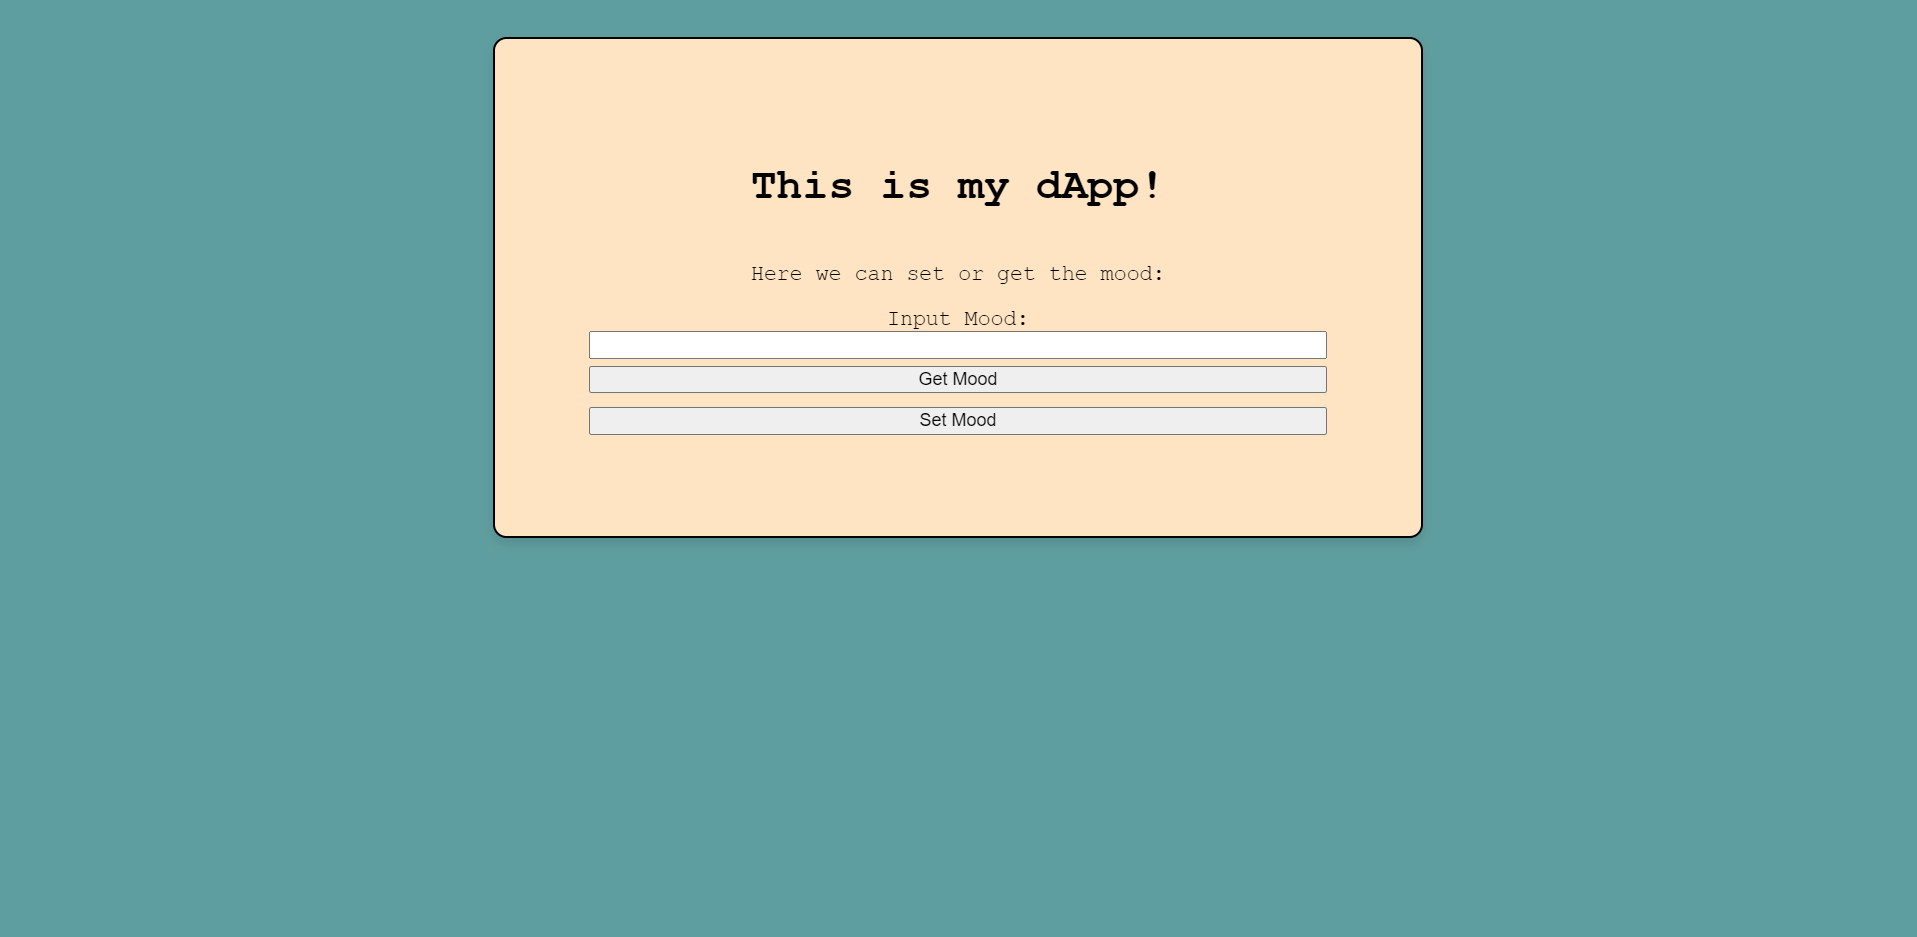 This is my dApp!
Here we can set or get the mood:
Input Mood:
Get Mood
Set Mood